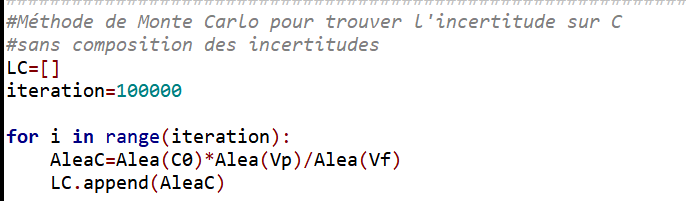 #Méthode de Monte Carlo pour trouver l'incertitude sur C
#sans composition des incertitudes
LC=[]
iteration=100000
for i in range(iteration):
    AleaC=Alea(C0)*Alea(Vp)/Alea(Vf)
    LC.append(AleaC)